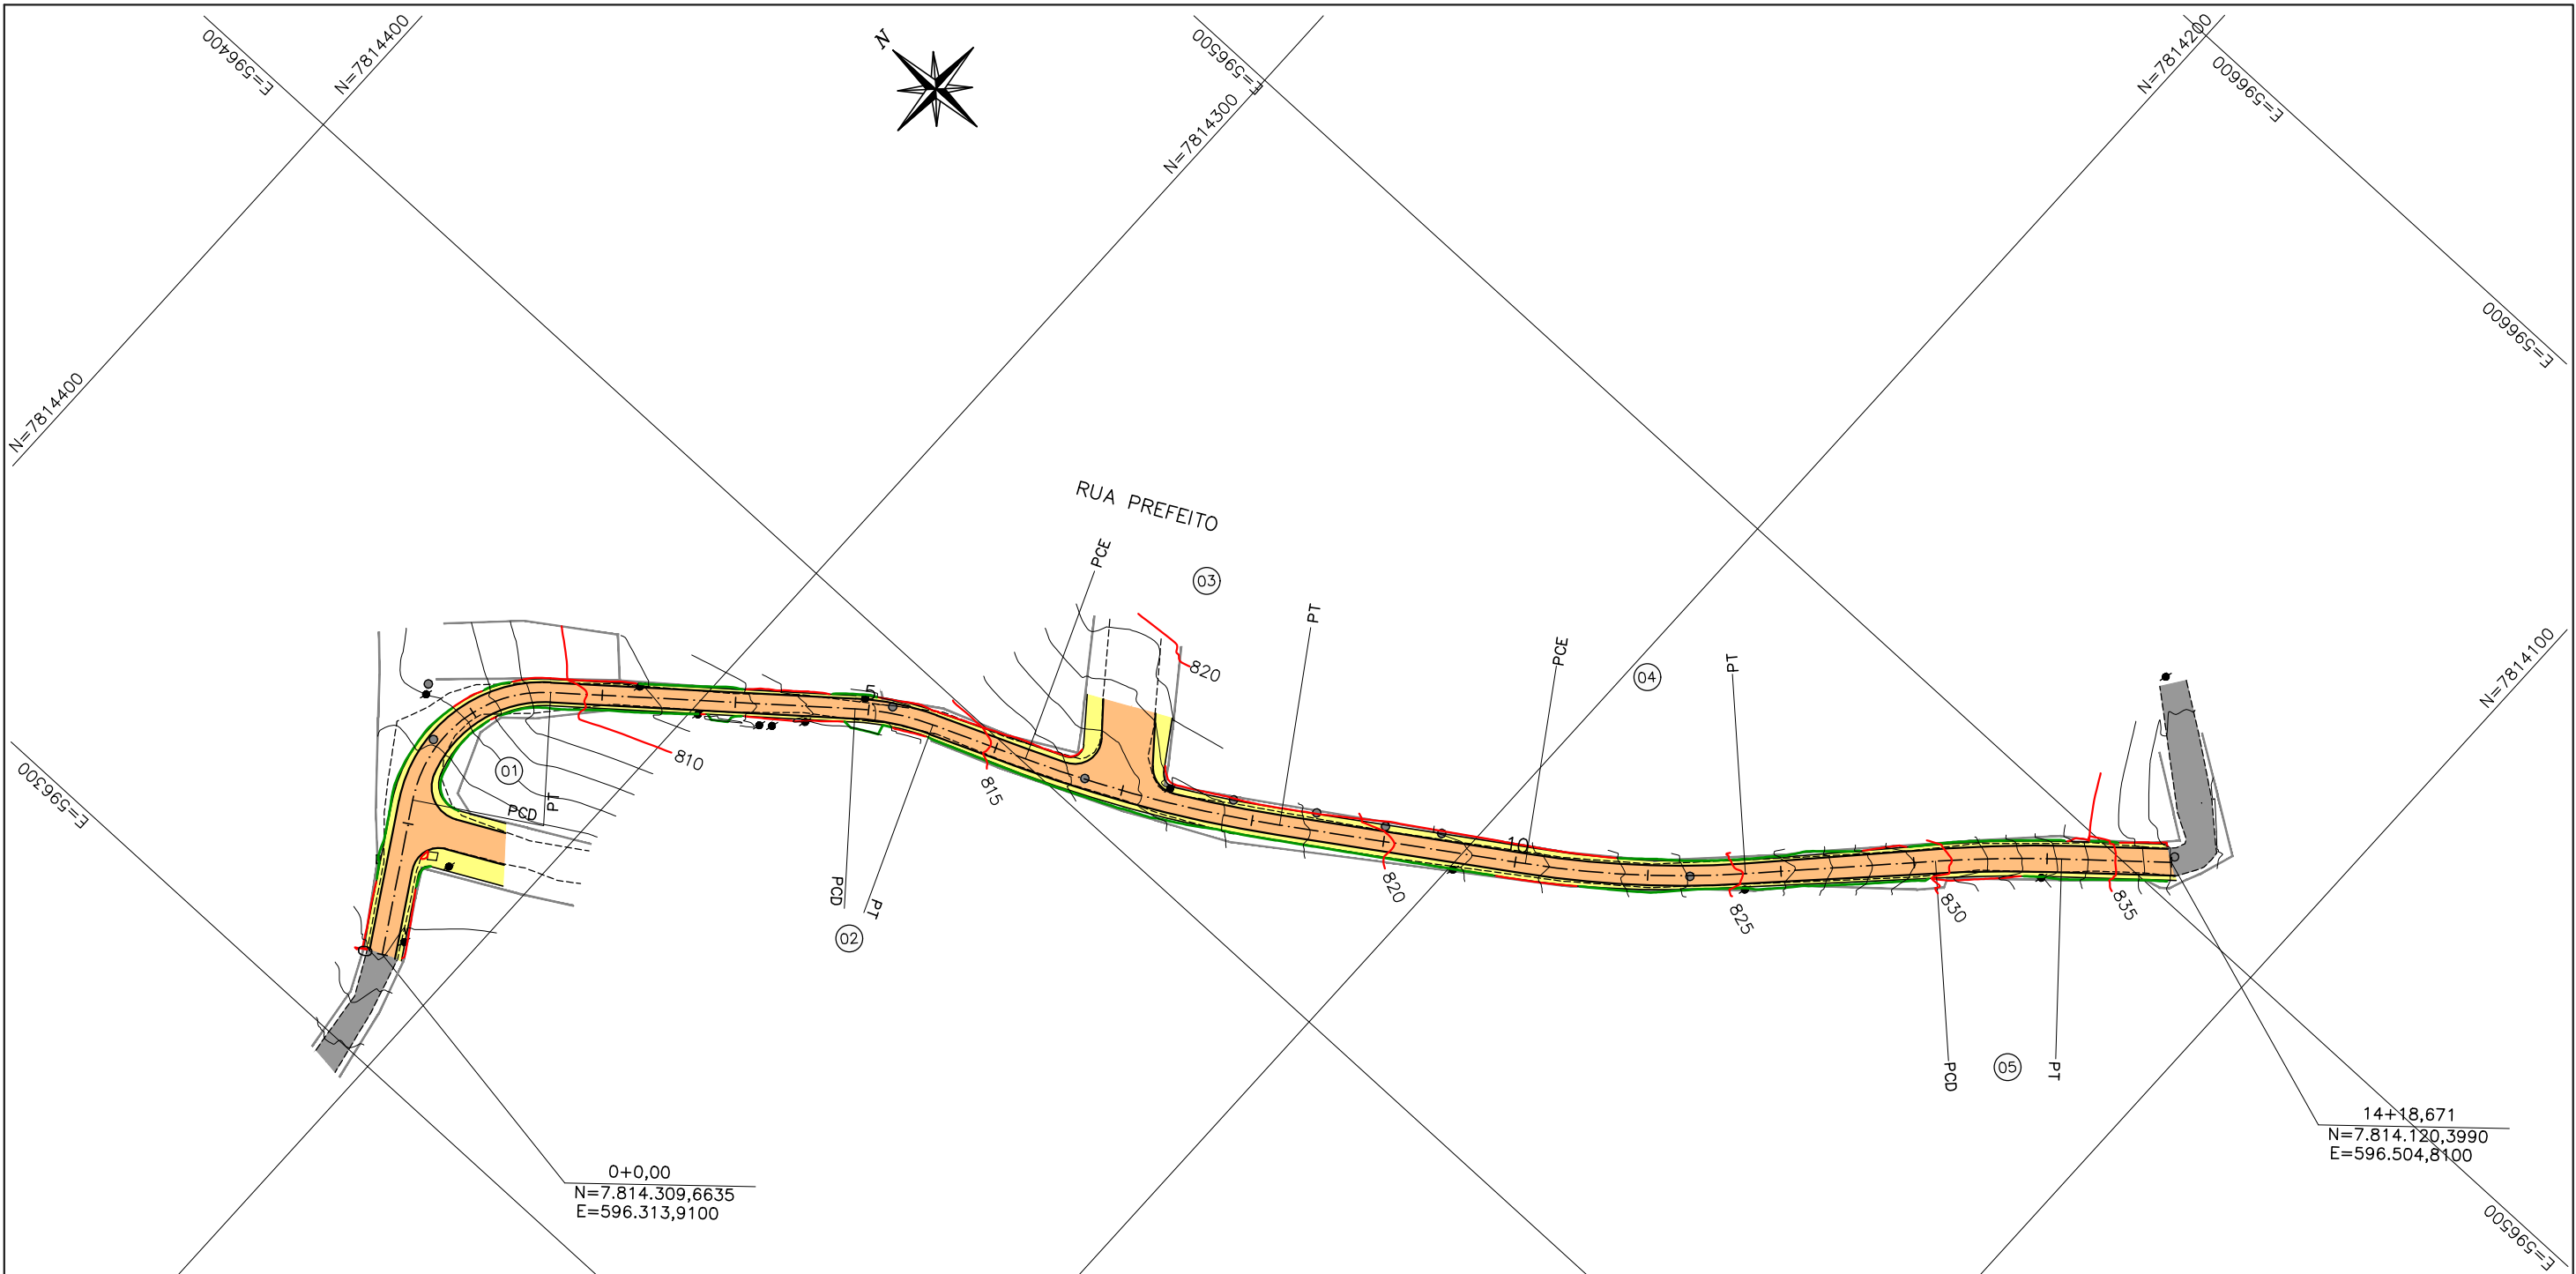 E=596400
N=7814400
N
E=596500
N=7814300
N=7814200
E=596600
E=596600
N=7814400
RUA PREFEITO
PCE
03
PT
PCE
04
PT
820
N=7814100
5
810
01
PT
PCD
815
E=596300
10
820
PCD
PT
02
825
830
835
0
PCD
05
PT
14+18,671
N=7.814.120,3990
E=596.504,8100
0+0,00
N=7.814.309,6635
E=596.313,9100
E=596500